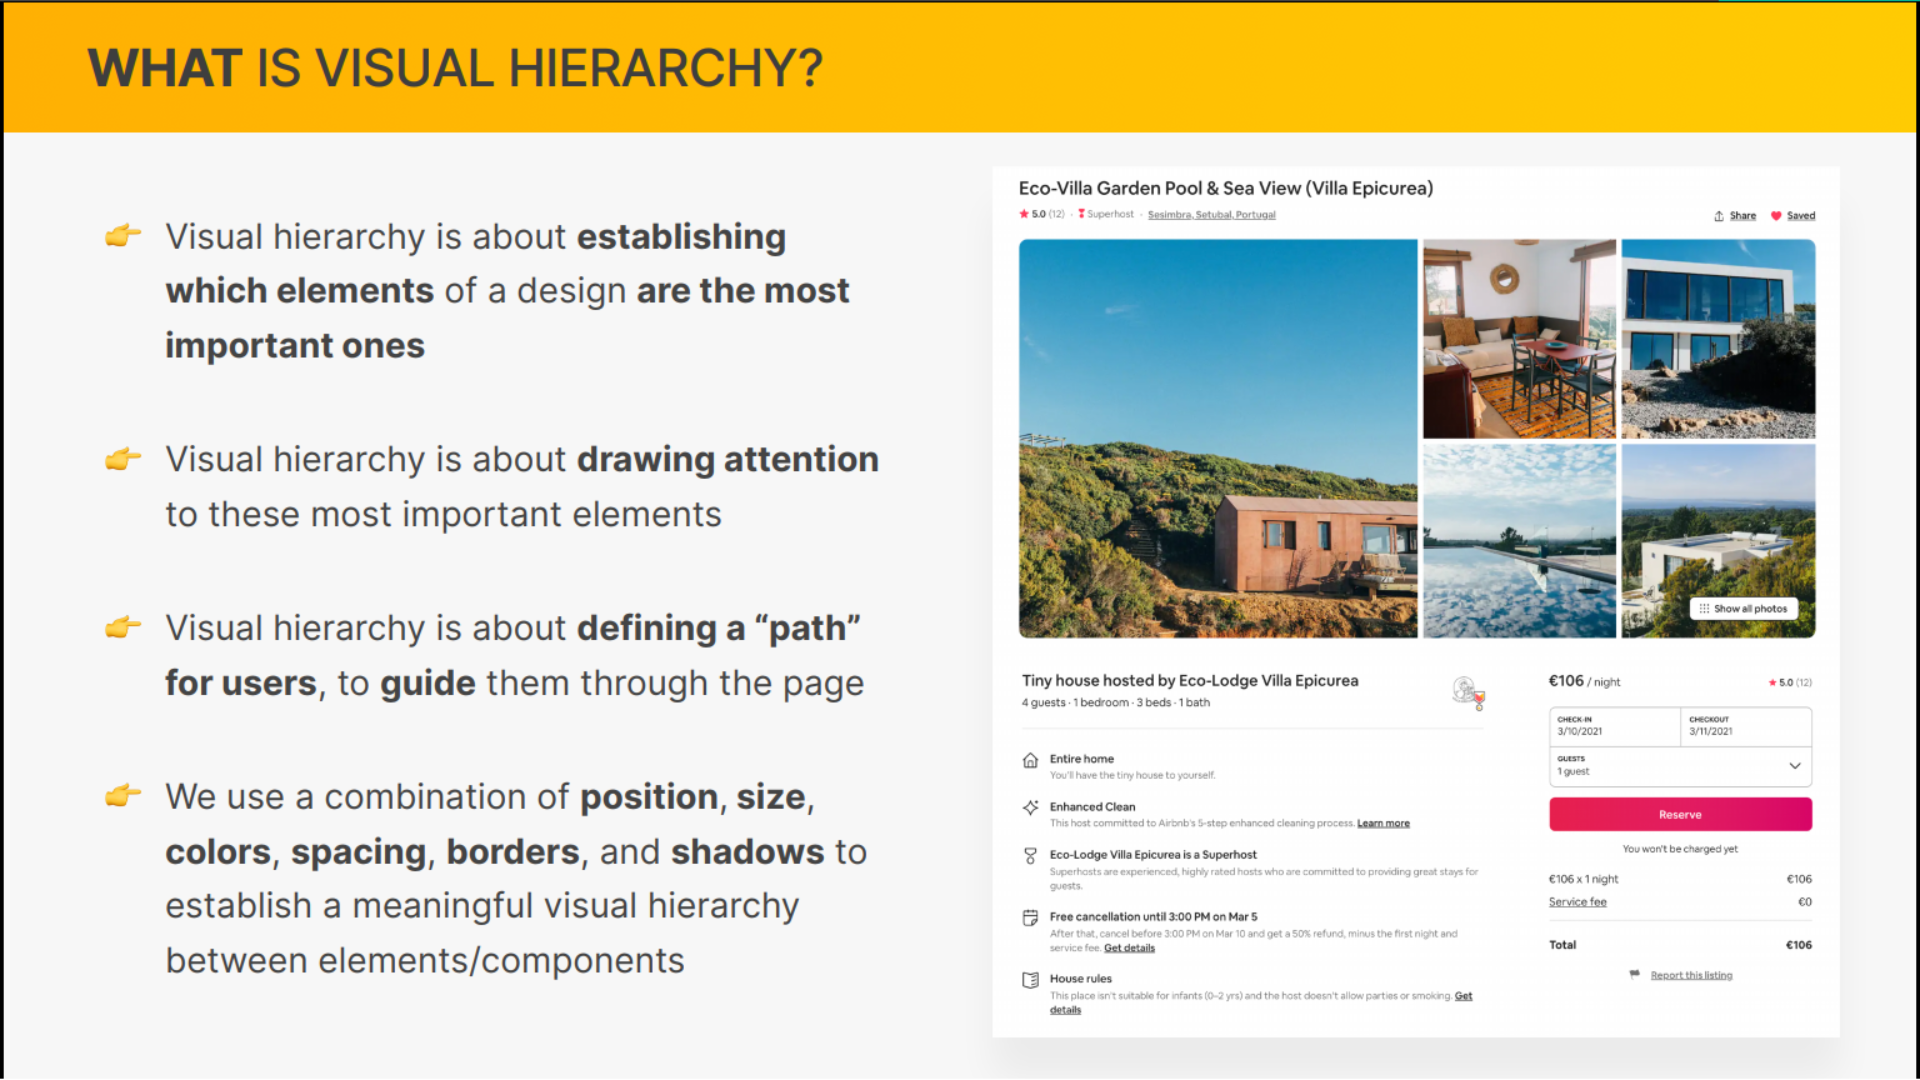 WHAT IS VISUAL HIERARCHY?
👉 Visual hierarchy is about establishing
which elements of a design are the most
important ones
👉 Visual hierarchy is about drawing attention
to these most important elements
👉 Visual hierarchy is about defining a “path”
for users, to guide them through the page
👉 We use a combination of position, size,
colors, spacing, borders, and shadows to
establish a meaningful visual hierarchy
between elements/components
Eco-Villa Garden Pool & Sea View (Villa Epicurea)
★ 5.0 (12) · Superhost · Sesimbra, Setubal, Portugal
Share Saved
Show all photos
Tiny house hosted by Eco-Lodge Villa Epicurea
4 guests · 1 bedroom · 3 beds · 1 bath
Entire home
You'll have the tiny house to yourself.
Enhanced Clean
This host committed to Airbnb's 5-step enhanced cleaning process. Learn more
Eco-Lodge Villa Epicurea is a Superhost
Superhosts are experienced, highly rated hosts who are committed to providing great stays for
guests.
Free cancellation until 3:00 PM on Mar 5
After that, cancel before 3:00 PM on Mar 10 and get a 50% refund, minus the first night and
service fee. Get details
House rules
This place isn't suitable for infants (0–2 yrs) and the host doesn't allow parties or smoking. Get
details
€106 / night
★ 5.0 (12)
CHECK-IN
3/10/2021
CHECKOUT
3/11/2021
GUESTS
1 guest
Reserve
You won't be charged yet
€106 x 1 night €106
Service fee €0
Total €106
Report this listing